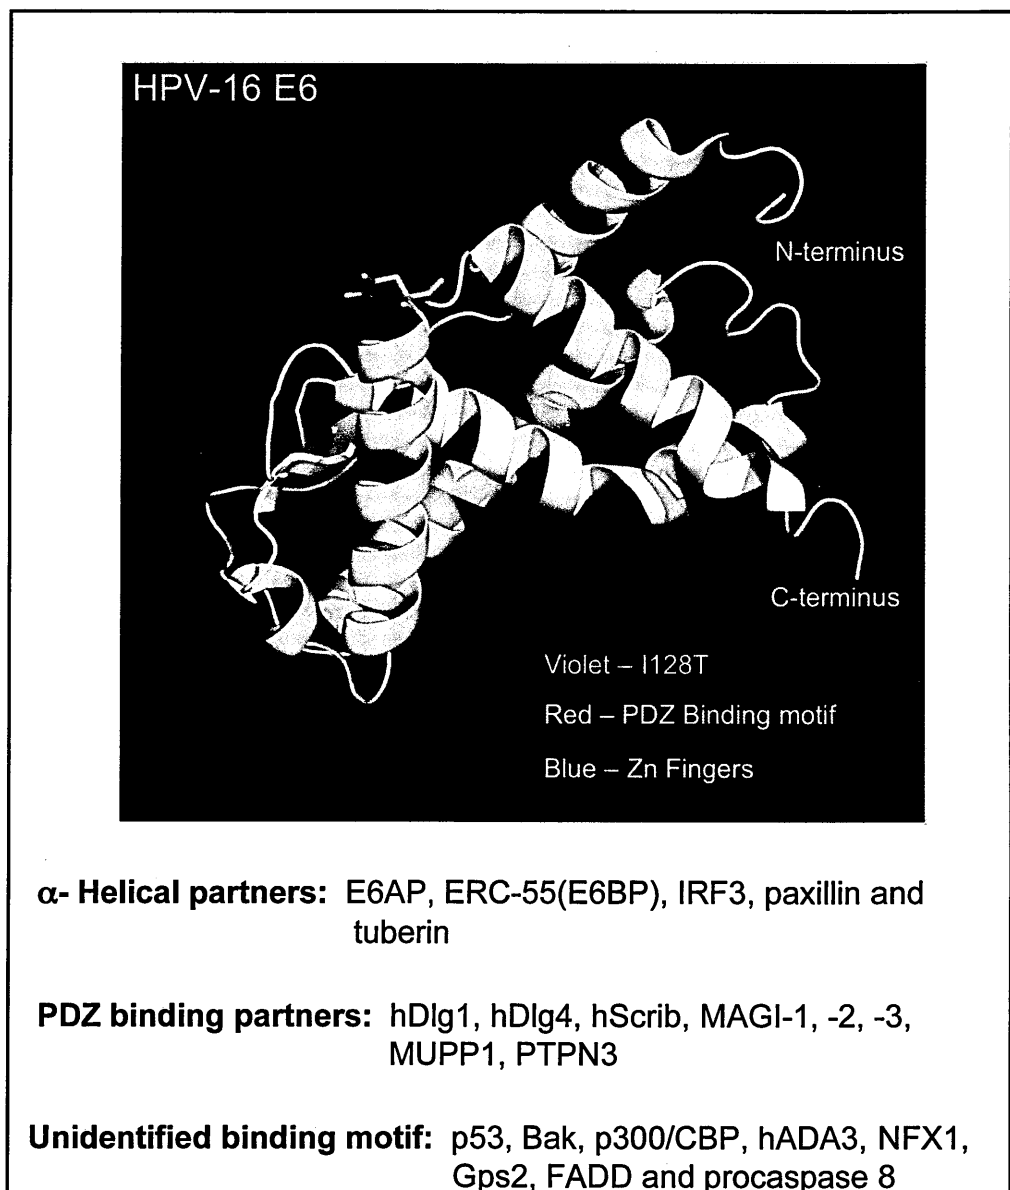 HPV-16 E6
N-terminus
C-terminus
Violet – I128T
Red – PDZ Binding motif
Blue – Zn Fingers
α- Helical partners: E6AP, ERC-55(E6BP), IRF3, paxillin and
tuberin
PDZ binding partners: hDlg1, hDlg4, hScrib, MAGI-1, -2, -3,
MUPP1, PTPN3
Unidentified binding motif: p53, Bak, p300/CBP, hADA3, NFX1,
Gps2, FADD and procaspase 8